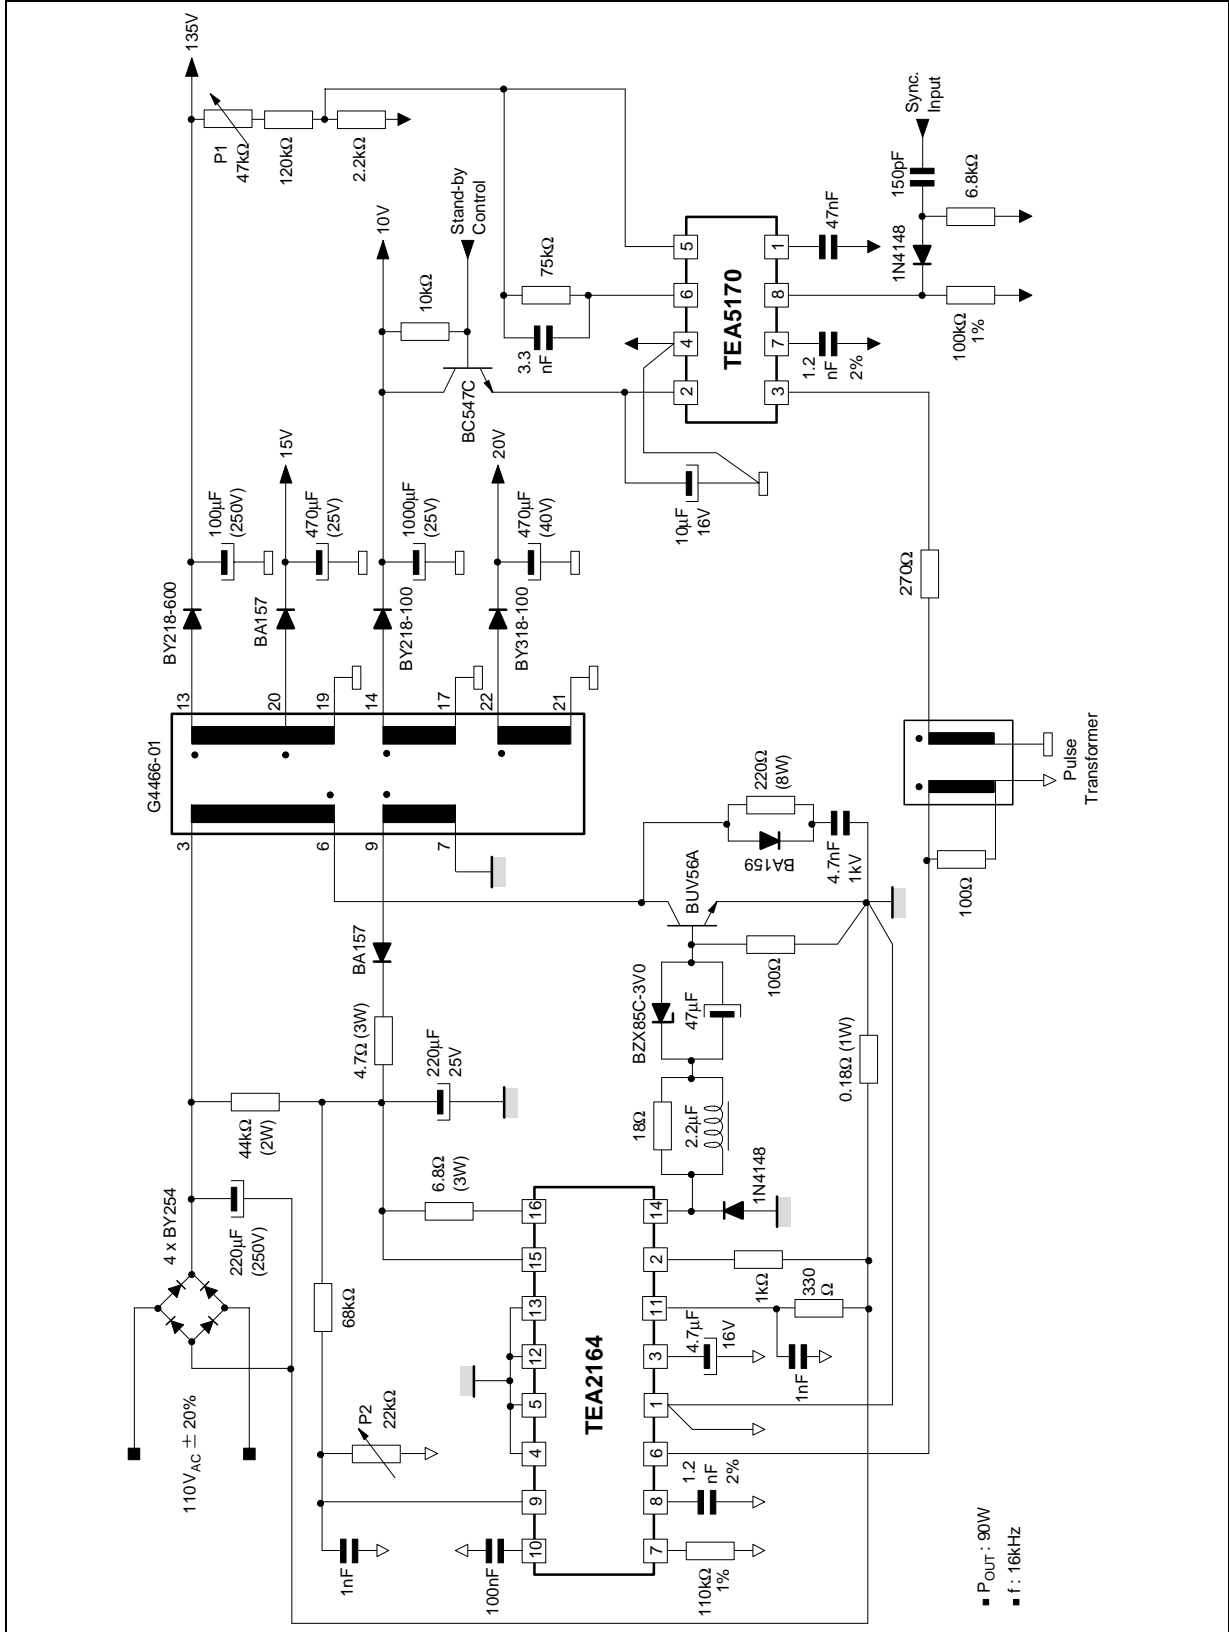 110V_AC ± 20%
4 x BY254
220µF
(250V)
44kΩ
(2W)
68kΩ
P2
22kΩ
1nF
100nF
6.8Ω
(3W)
220µF
25V
4.7Ω (3W)
BA157
G4466-01
3
6
9
7
13
20
19
14
17
22
21
BY218-600
100µF
(250V)
135V
BA157
470µF
(25V)
15V
BY218-100
1000µF
(25V)
10V
BY318-100
470µF
(40V)
20V
P1
47kΩ
120kΩ
2.2kΩ
10kΩ
Stand-by
Control
BC547C
3.3
nF
75kΩ
10µF
16V
TEA5170
2
4
6
5
3
7
8
1
1.2
nF
2%
47nF
1N4148
150pF
Sync.
Input
100kΩ
1%
6.8kΩ
270Ω
Pulse
Transformer
100Ω
220Ω
(8W)
BA159
4.7nF
1kV
BUV56A
100Ω
BZX85C-3V0
47µF
18Ω
2.2µF
1N4148
0.18Ω (1W)
TEA2164
10
9
4
5
12
13
15
16
7
8
6
1
3
11
2
14
110kΩ
1%
1.2
nF
2%
4.7µF
16V
1nF
330
Ω
1kΩ
■ P_OUT : 90W
■ f : 16kHz